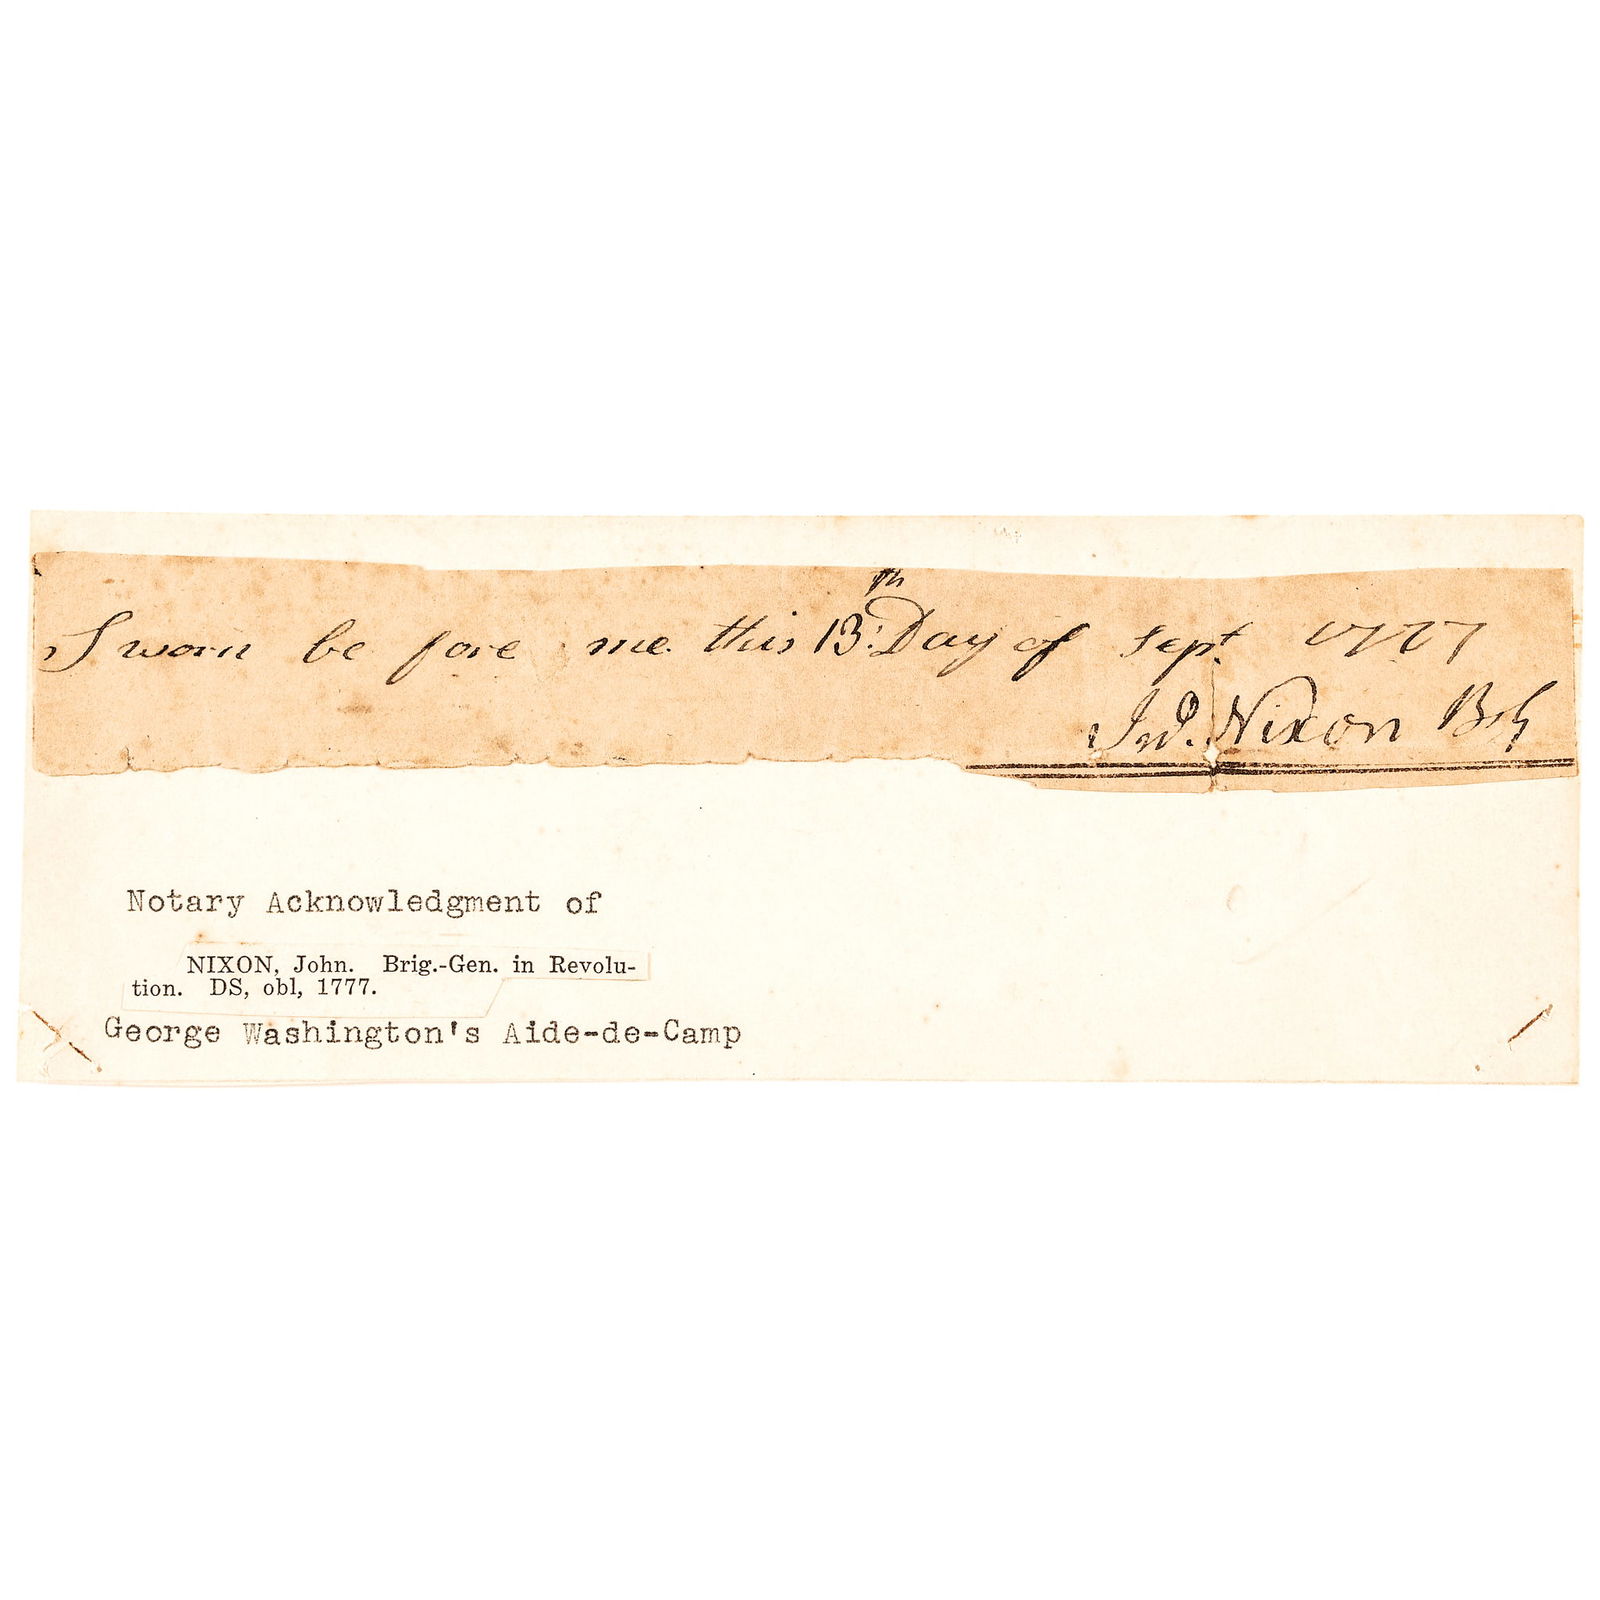 Sworn be fore me this 13th Day of Sept 1777
Jno. Nixon B G
Notary Acknowledgment of
NIXON, John. Brig.-Gen. in Revolu-
tion. DS, obl, 1777.
George Washington's Aide-de-Camp